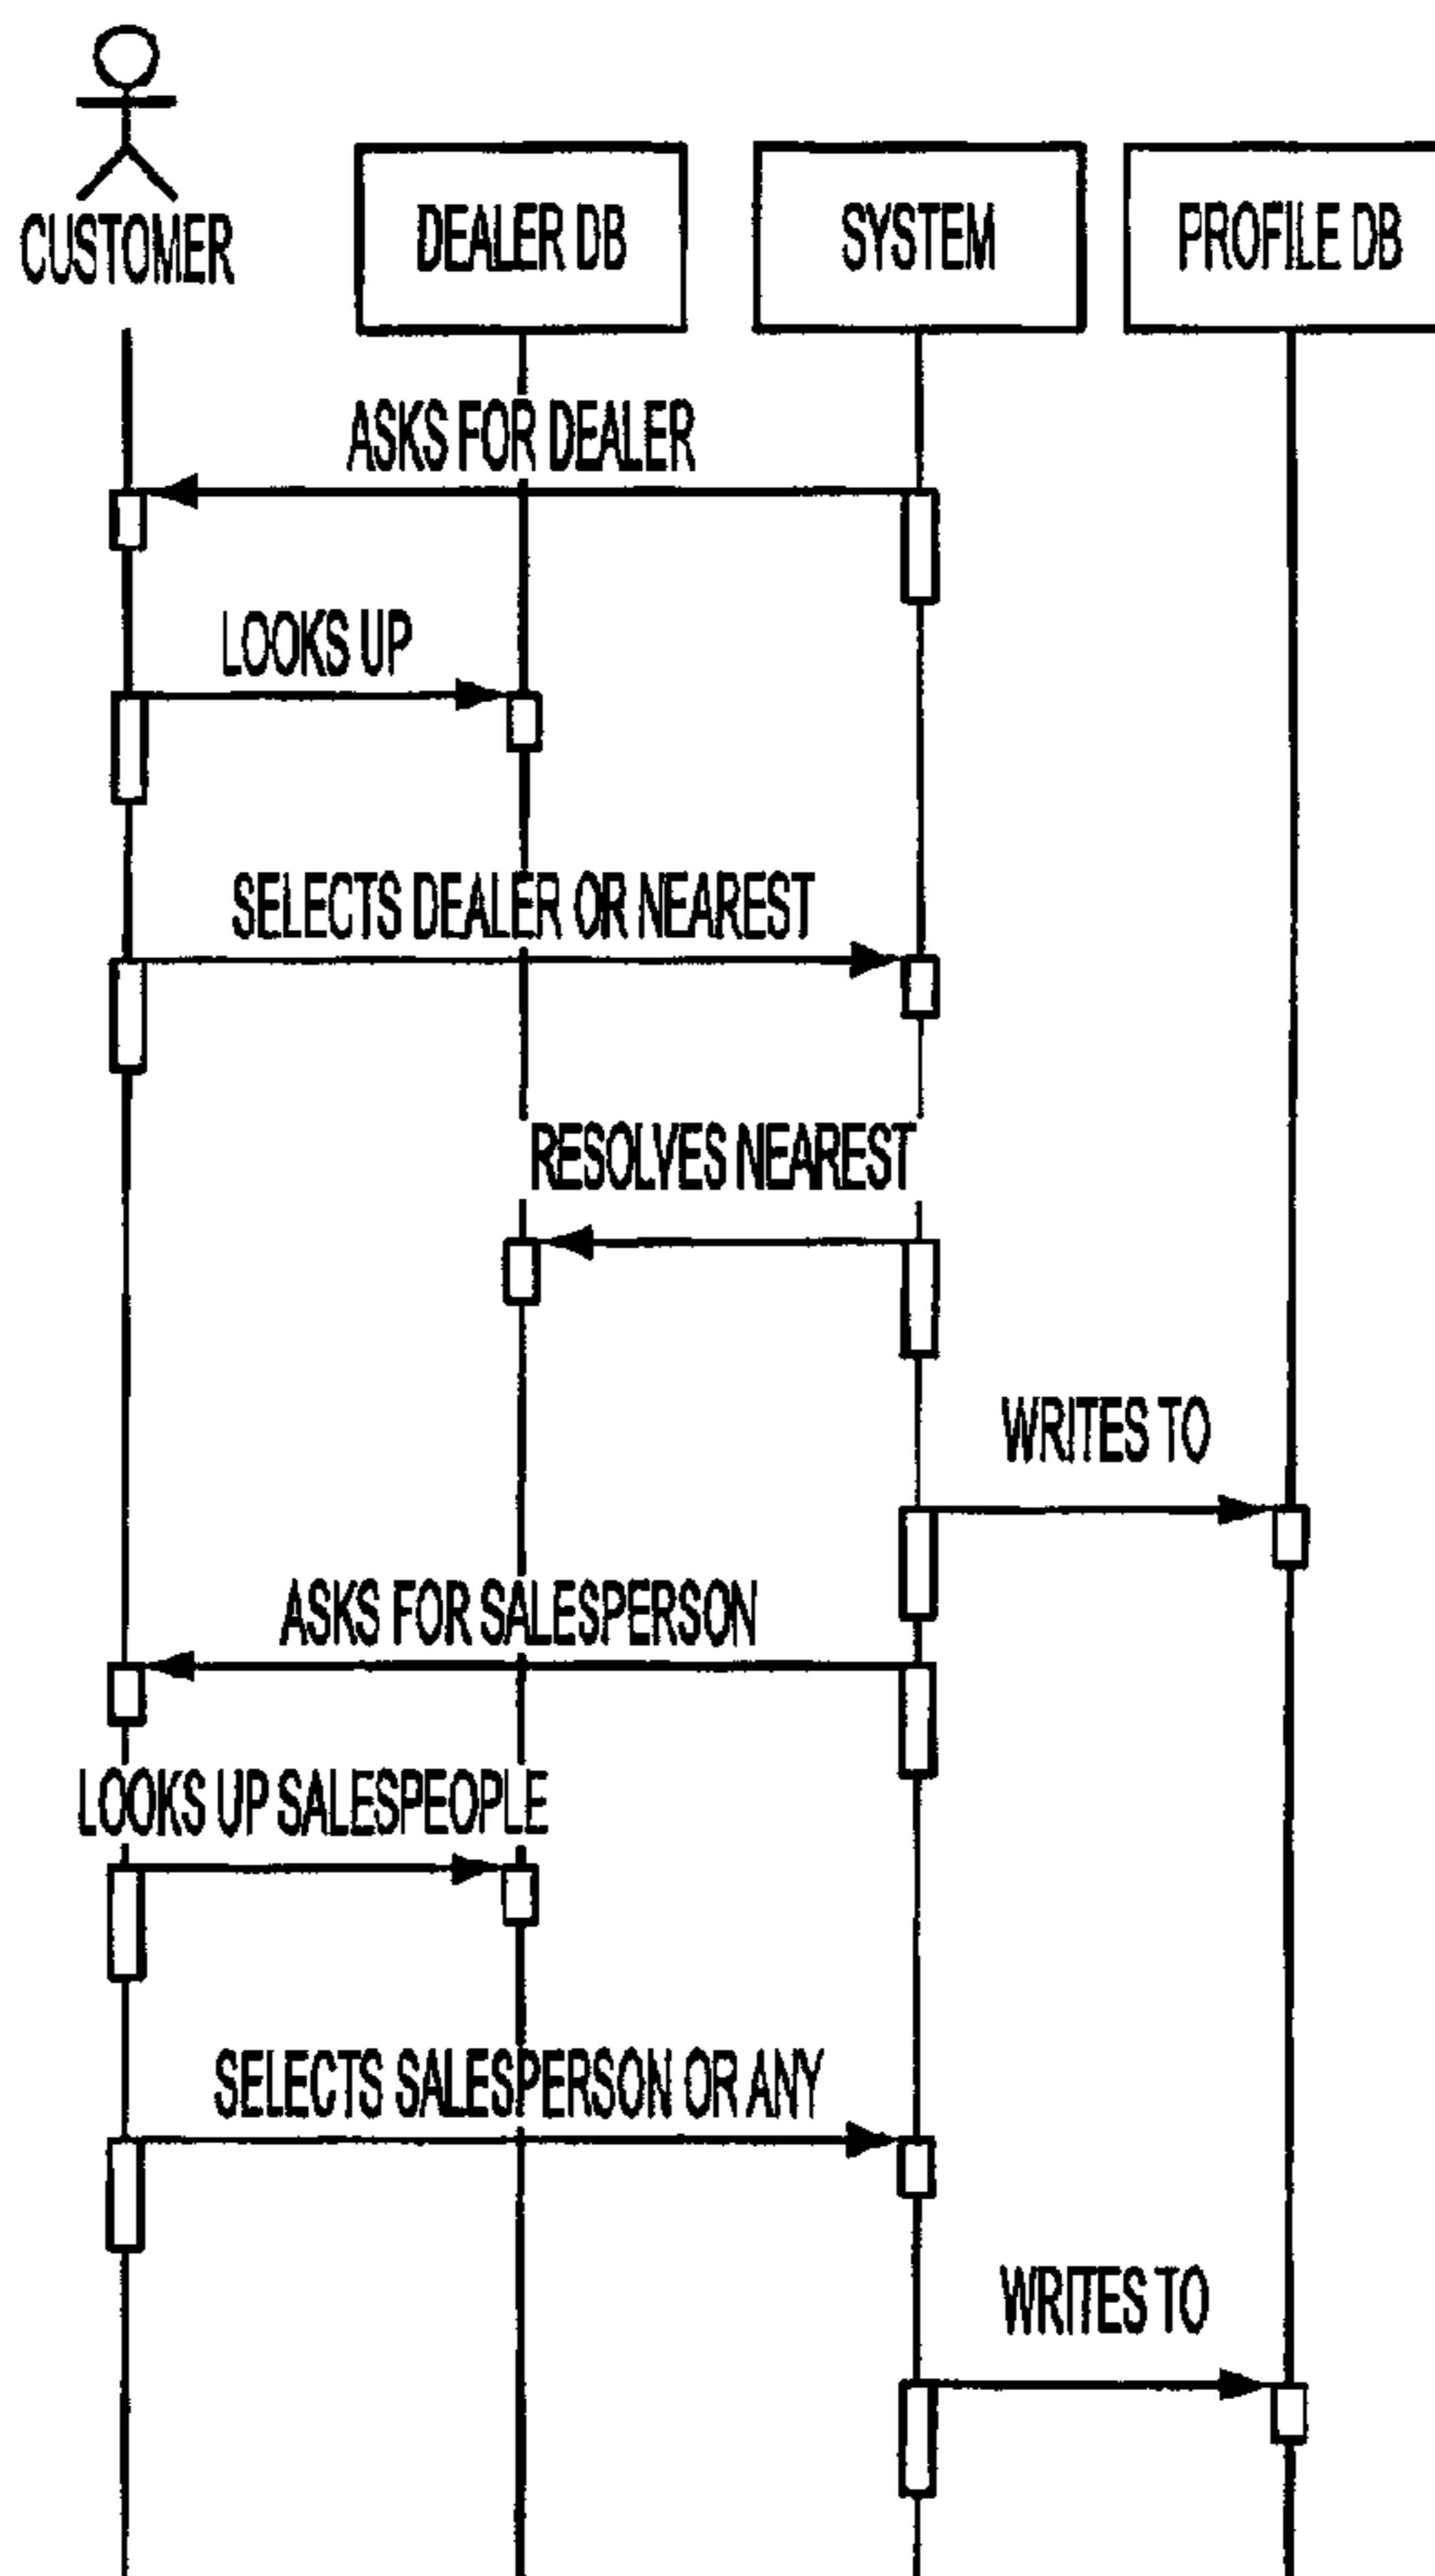 CUSTOMER
DEALER DB
SYSTEM
PROFILE DB
ASKS FOR DEALER
LOOKS UP
SELECTS DEALER OR NEAREST
RESOLVES NEAREST
WRITES TO
ASKS FOR SALESPERSON
LOOKS UP SALESPEOPLE
SELECTS SALESPERSON OR ANY
WRITES TO